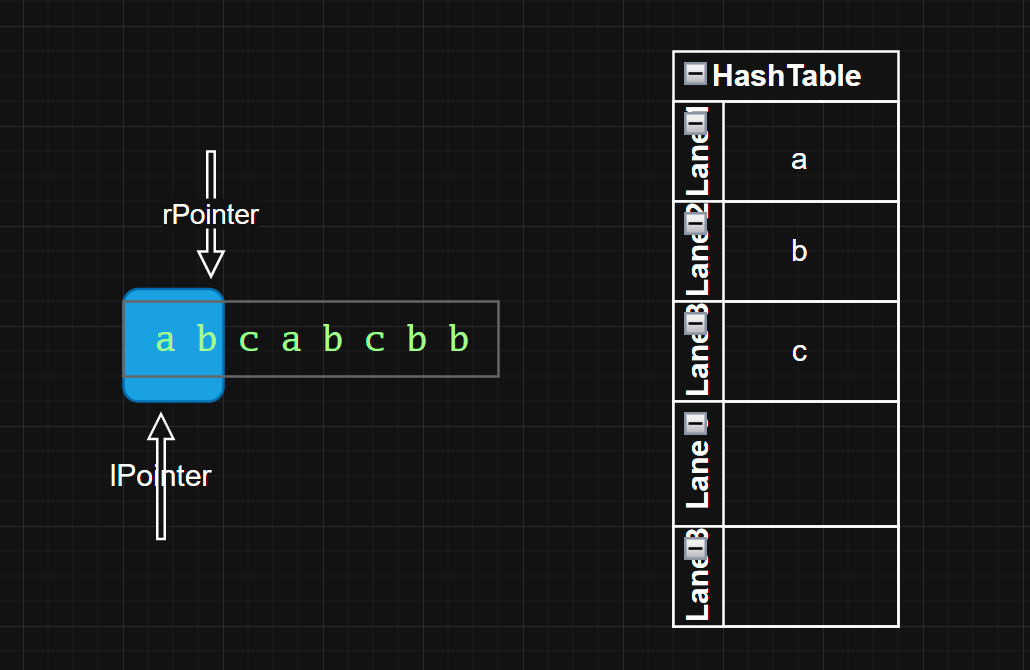 HashTable
Lane 1
a
rPointer
Lane 2
b
a b c a b c b b
Lane 3
c
lPointer
Lane
Lane 3